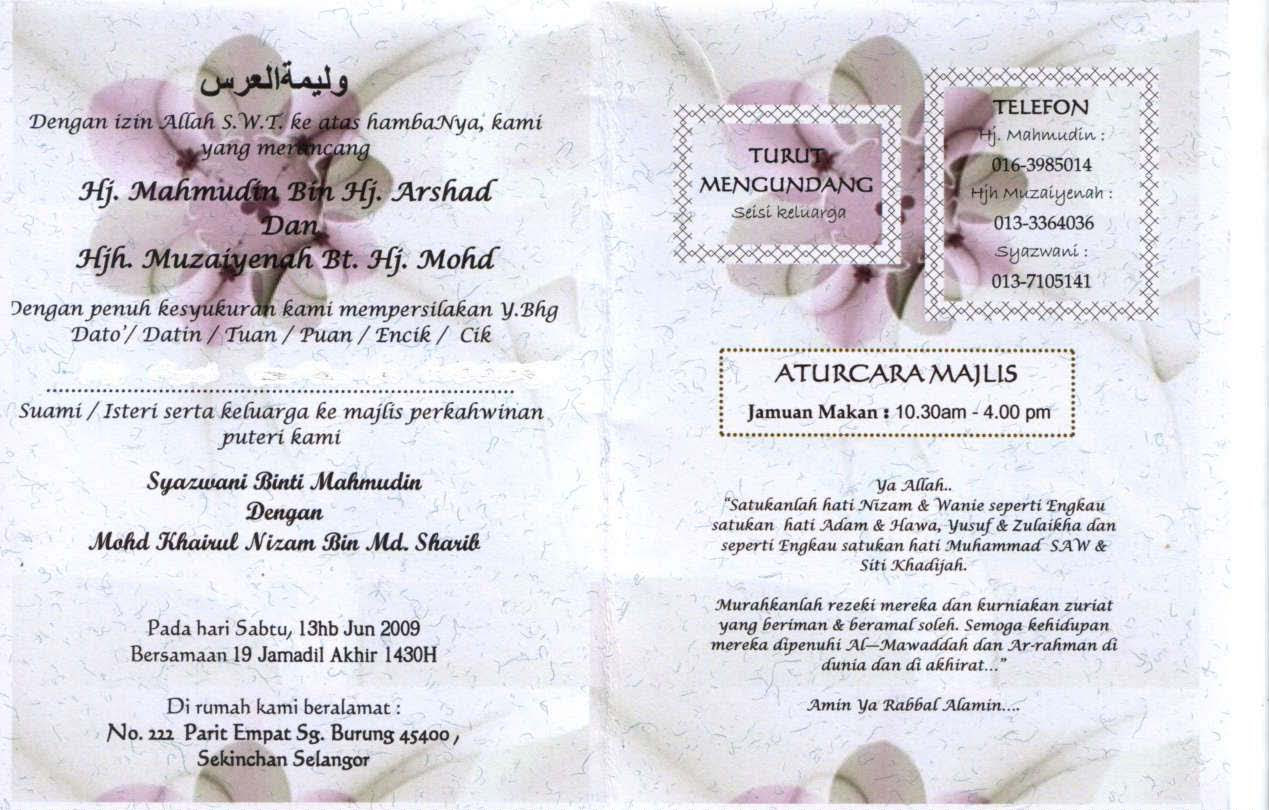 وليمةالعرس
Dengan izin Allah S.W.T. ke atas hambaNya, kami
yang merancang
Hj. Mahmudin Bin Hj. Arshad
Dan
Hjh. Muzaiyenah Bt. Hj. Mohd
Dengan penuh kesyukuran kami mempersilakan Y.Bhg
Dato'/ Datin / Tuan / Puan / Encik / Cik
Suami / Isteri serta keluarga ke majlis perkahwinan
puteri kami
Syazwani Binti Mahmudin
Dengan
Mohd Khairul Nizam Bin Md. Sharib
Pada hari Sabtu, 13hb Jun 2009
Bersamaan 19 Jamadil Akhir 1430H
Di rumah kami beralamat :
No. 222 Parit Empat Sg. Burung 45400 ,
Sekinchan Selangor
TURUT
MENGUNDANG
Seisi keluarga
TELEFON
Hj. Mahmudin :
016-3985014
Hjh Muzaiyenah :
013-3364036
Syazwani :
013-7105141
ATURCARA MAJLIS
Jamuan Makan : 10.30am - 4.00 pm
Ya Allah..
"Satukanlah hati Nizam & Wanie seperti Engkau
satukan hati Adam & Hawa, Yusuf & Zulaikha dan
seperti Engkau satukan hati Muhammad SAW &
Siti Khadijah.
Murahkanlah rezeki mereka dan kurniakan zuriat
yang beriman & beramal soleh. Semoga kehidupan
mereka dipenuhi Al—Mawaddah dan Ar-rahman di
dunia dan di akhirat..."
Amin Ya Rabbal Alamin....